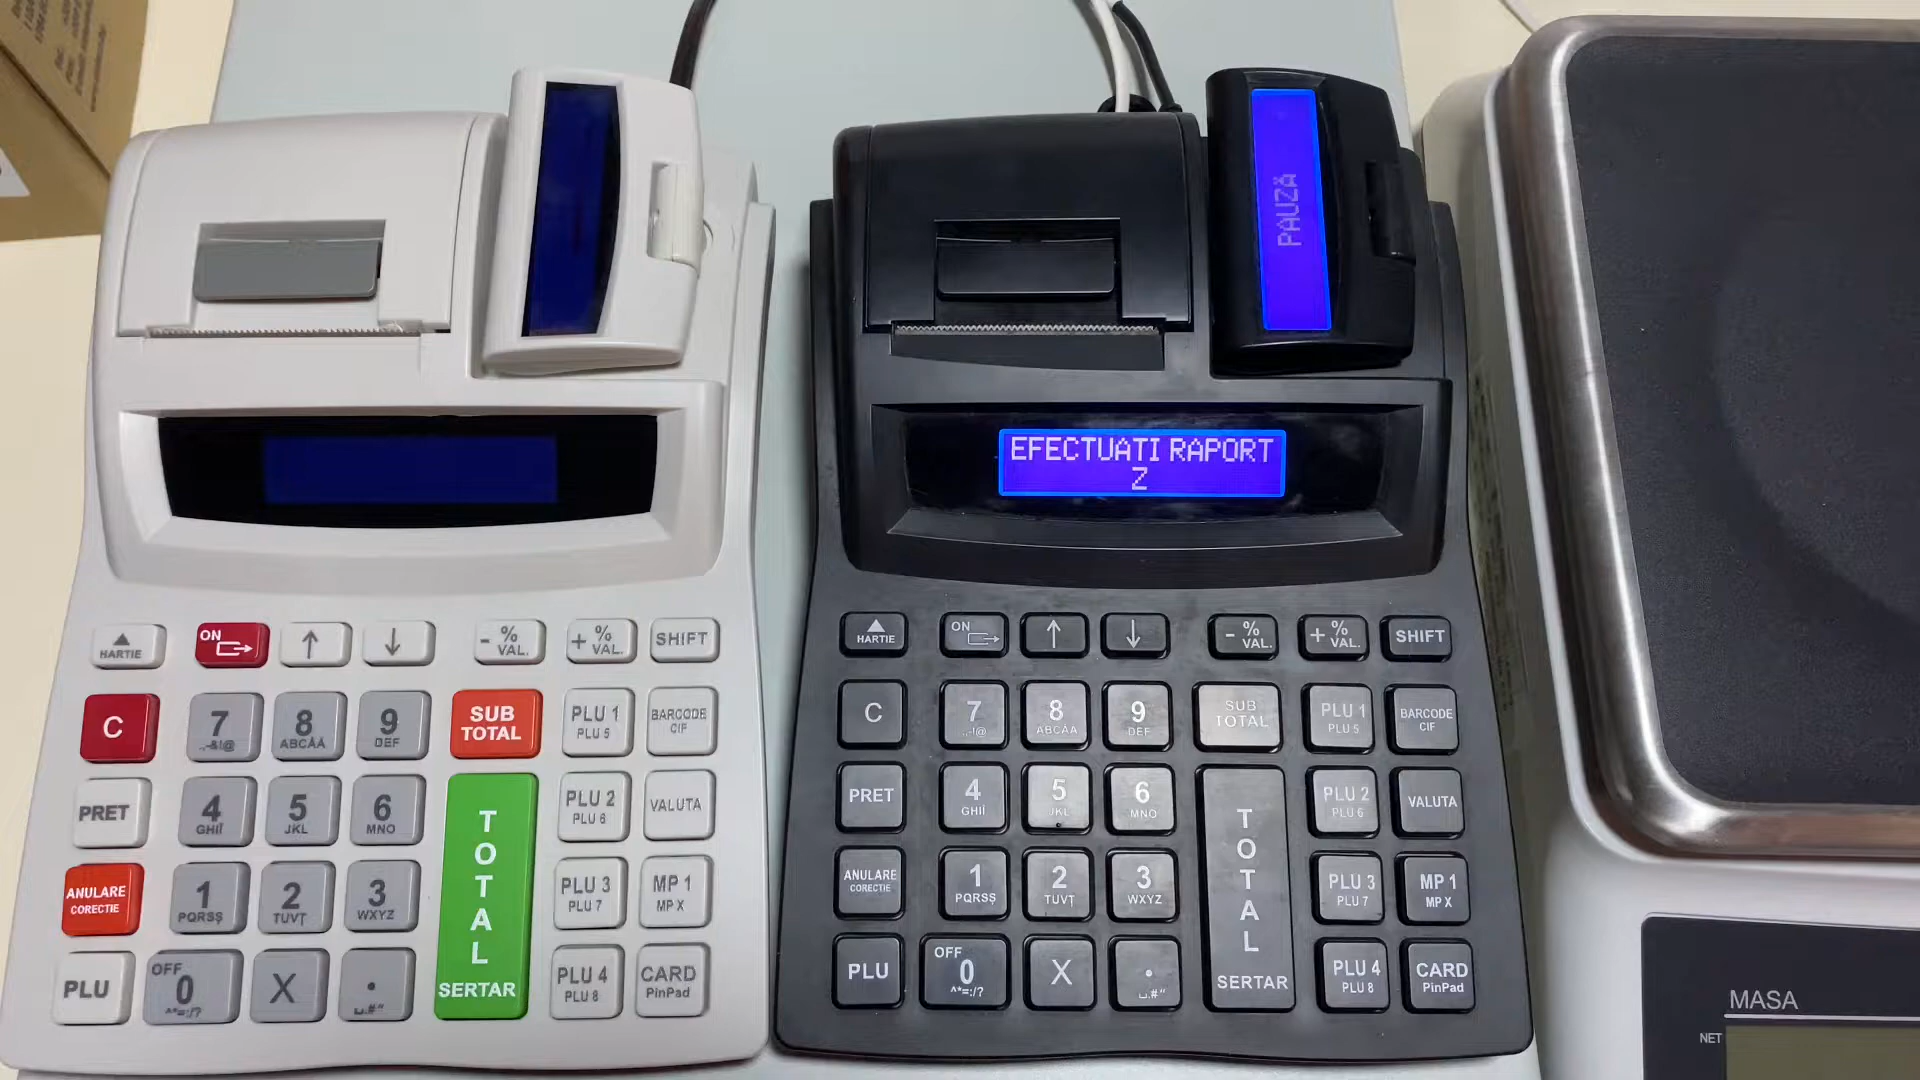 PAUZĂ
EFECTUATI RAPORT
Z
HARTIE
ON
↑
↓
- % VAL.
+ % VAL.
SHIFT
C
7
.,-&!@
8
ABCĂÂ
9
DEF
SUB
TOTAL
PLU 1
PLU 5
BARCODE
CIF
PRET
4
GHIÎ
5
JKL
6
MNO
TOTAL
SERTAR
PLU 2
PLU 6
VALUTA
ANULARE
CORECTIE
1
PQRSȘ
2
TUVȚ
3
WXYZ
PLU 3
PLU 7
MP 1
MP X
PLU
OFF
0
^*=:/?
X
.
␣.#"
PLU 4
PLU 8
CARD
PinPad
HARTIE
ON
↑
↓
- % VAL.
+ % VAL.
SHIFT
C
7
8
ABCĂÂ
9
DEF
SUB
TOTAL
PLU 1
PLU 5
BARCODE
CIF
PRET
4
GHIÎ
5
JKL
6
MNO
TOTAL
SERTAR
PLU 2
PLU 6
VALUTA
ANULARE
CORECTIE
1
PQRSȘ
2
TUVȚ
3
WXYZ
PLU 3
PLU 7
MP 1
MP X
PLU
OFF
0
^*=:/?
X
.
␣.#"
PLU 4
PLU 8
CARD
PinPad
MASA
NET